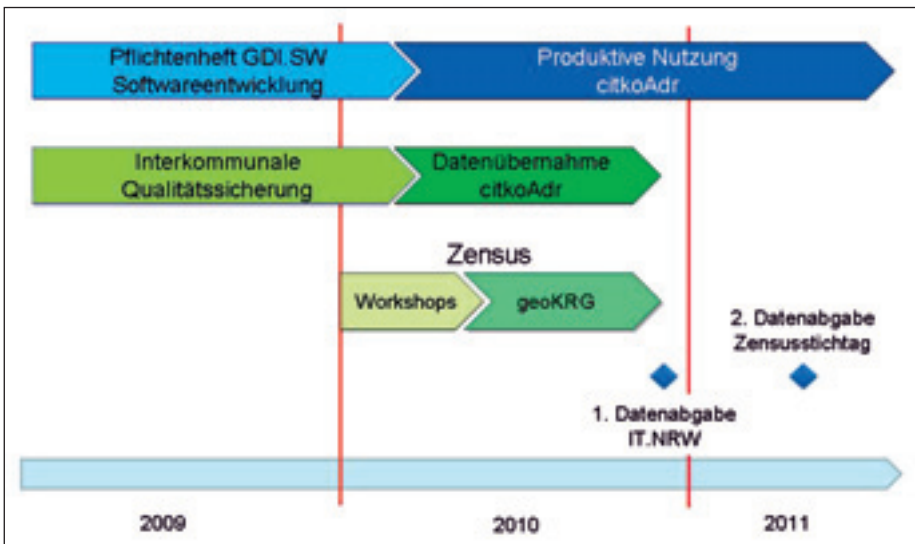 Pflichtenheft GDI.SW
Softwareentwicklung
Produktive Nutzung
citkoAdr
Interkommunale
Qualitätssicherung
Datenübernahme
citkoAdr
Zensus
Workshops
geoKRG
2. Datenabgabe
Zensusstichtag
1. Datenabgabe
IT.NRW
2009
2010
2011